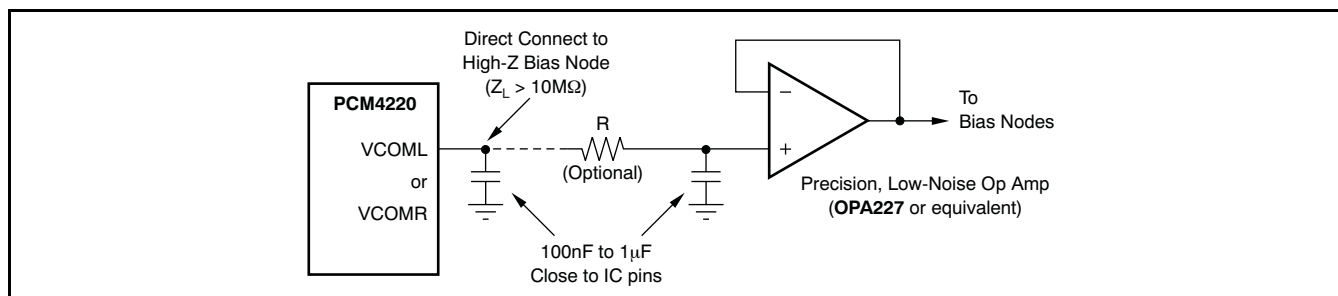 Direct Connect to
High-Z Bias Node
(Z_L > 10MΩ)
PCM4220
VCOML
or
VCOMR
R
(Optional)
−
+
To
Bias Nodes
Precision, Low-Noise Op Amp
(OPA227 or equivalent)
100nF to 1μF
Close to IC pins